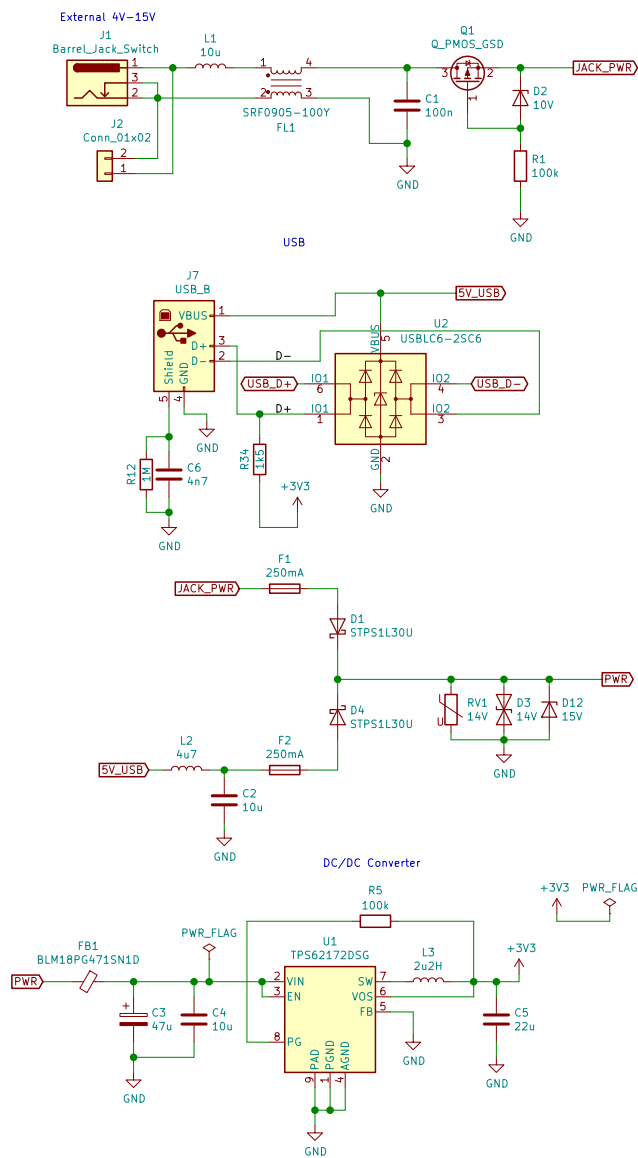 External 4V-15V
J1
Barrel_Jack_Switch
1
3
2
L1
10u
1
4
2
3
SRF0905-100Y
FL1
C1
100n
GND
Q1
Q_PMOS_GSD
3
2
1
JACK_PWR
D2
10V
R1
100k
GND
J2
Conn_01x02
2
1
USB
J7
USB_B
VBUS
1
D+
3
D-
2
Shield
GND
5
4
GND
D-
D+
5V_USB
U2
USBLC6-2SC6
VBUS
5
USB_D+
IO1
6
IO2
4
USB_D-
IO1
1
IO2
3
GND
2
GND
R12
1M
C6
4n7
GND
R34
1k5
+3V3
JACK_PWR
F1
250mA
D1
STPS1L30U
PWR
RV1
14V
U
D3
14V
D12
15V
GND
D4
STPS1L30U
5V_USB
L2
4u7
F2
250mA
C2
10u
GND
DC/DC Converter
+3V3
PWR_FLAG
R5
100k
PWR
FB1
BLM18PG471SN1D
PWR_FLAG
U1
TPS62172DSG
VIN
2
EN
3
PG
8
SW
7
VOS
6
FB
5
PAD
PGND
AGND
9
1
4
GND
L3
2u2H
+3V3
C3
47u
+
C4
10u
GND
GND
C5
22u
GND